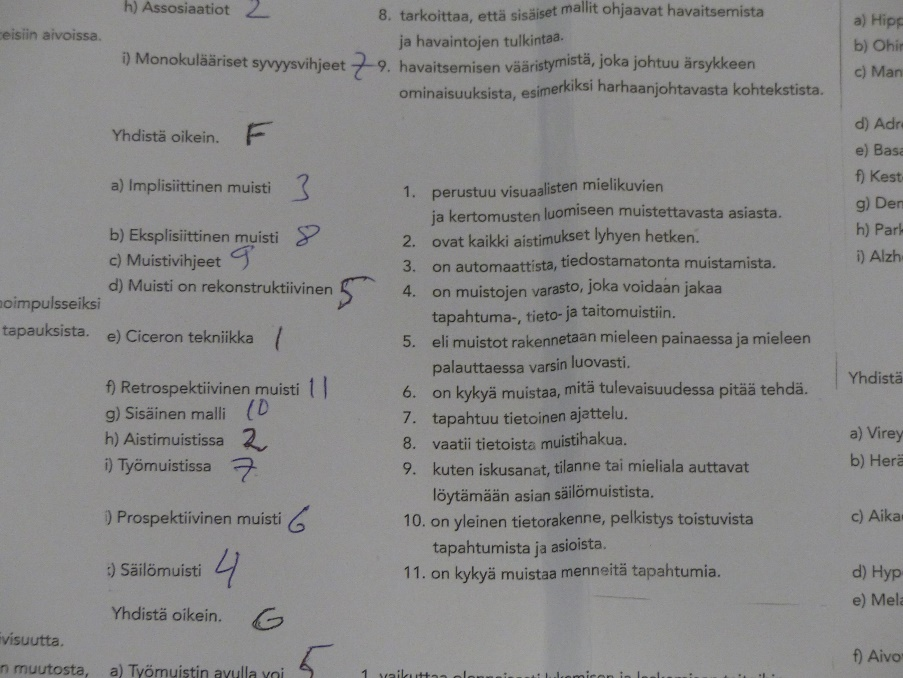 h) Assosiaatiot 2
8. tarkoittaa, että sisäiset mallit ohjaavat havaitsemista
ja havaintojen tulkintaa.
eisiin aivoissa.
i) Monokulääriset syvyysvihjeet 7
9. havaitsemisen vääristymistä, joka johtuu ärsykkeen
ominaisuuksista, esimerkiksi harhaanjohtavasta kohtekstista.
Yhdistä oikein. F
a) Implisiittinen muisti 3
1. perustuu visuaalisten mielikuvien
ja kertomusten luomiseen muistettavasta asiasta.
b) Eksplisiittinen muisti 8
2. ovat kaikki aistimukset lyhyen hetken.
c) Muistivihjeet 9
3. on automaattista, tiedostamatonta muistamista.
d) Muisti on rekonstruktiivinen 5
4. on muistojen varasto, joka voidaan jakaa
tapahtuma-, tieto- ja taitomuistiin.
oimpulsseiksi
tapauksista.
e) Ciceron tekniikka 1
5. eli muistot rakennetaan mieleen painaessa ja mieleen
palauttaessa varsin luovasti.
f) Retrospektiivinen muisti 11
6. on kykyä muistaa, mitä tulevaisuudessa pitää tehdä.
g) Sisäinen malli 10
7. tapahtuu tietoinen ajattelu.
h) Aistimuistissa 2
8. vaatii tietoista muistihakua.
i) Työmuistissa 7
9. kuten iskusanat, tilanne tai mieliala auttavat
löytämään asian säilömuistista.
j) Prospektiivinen muisti 6
10. on yleinen tietorakenne, pelkistys toistuvista
tapahtumista ja asioista.
) Säilömuisti 4
11. on kykyä muistaa menneitä tapahtumia.
Yhdistä oikein. G
ivisuutta.
n muutosta,
a) Työmuistin avulla voi 5
a) Hipp
b) Ohir
c) Man
d) Adr
e) Basa
f) Kest
g) Der
h) Park
i) Alzh
Yhdistä
a) Virey
b) Herä
c) Aika
d) Hyp
e) Mela
f) Aivo